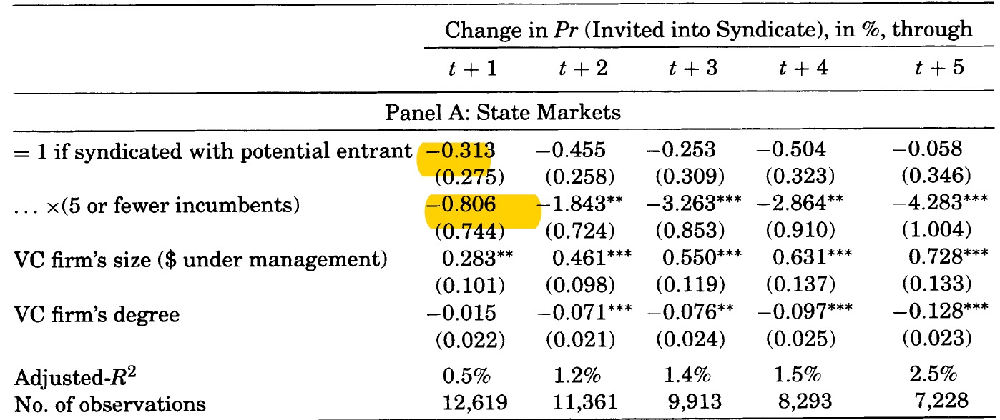 Change in Pr (Invited into Syndicate), in %, through
t + 1 t + 2 t + 3 t + 4 t + 5
Panel A: State Markets
= 1 if syndicated with potential entrant −0.313 −0.455 −0.253 −0.504 −0.058
(0.275) (0.258) (0.309) (0.323) (0.346)
... ×(5 or fewer incumbents) −0.806 −1.843** −3.263*** −2.864** −4.283***
(0.744) (0.724) (0.853) (0.910) (1.004)
VC firm's size ($ under management) 0.283** 0.461*** 0.550*** 0.631*** 0.728***
(0.101) (0.098) (0.119) (0.137) (0.133)
VC firm's degree −0.015 −0.071*** −0.076** −0.097*** −0.128***
(0.022) (0.021) (0.024) (0.025) (0.023)
Adjusted-R² 0.5% 1.2% 1.4% 1.5% 2.5%
No. of observations 12,619 11,361 9,913 8,293 7,228